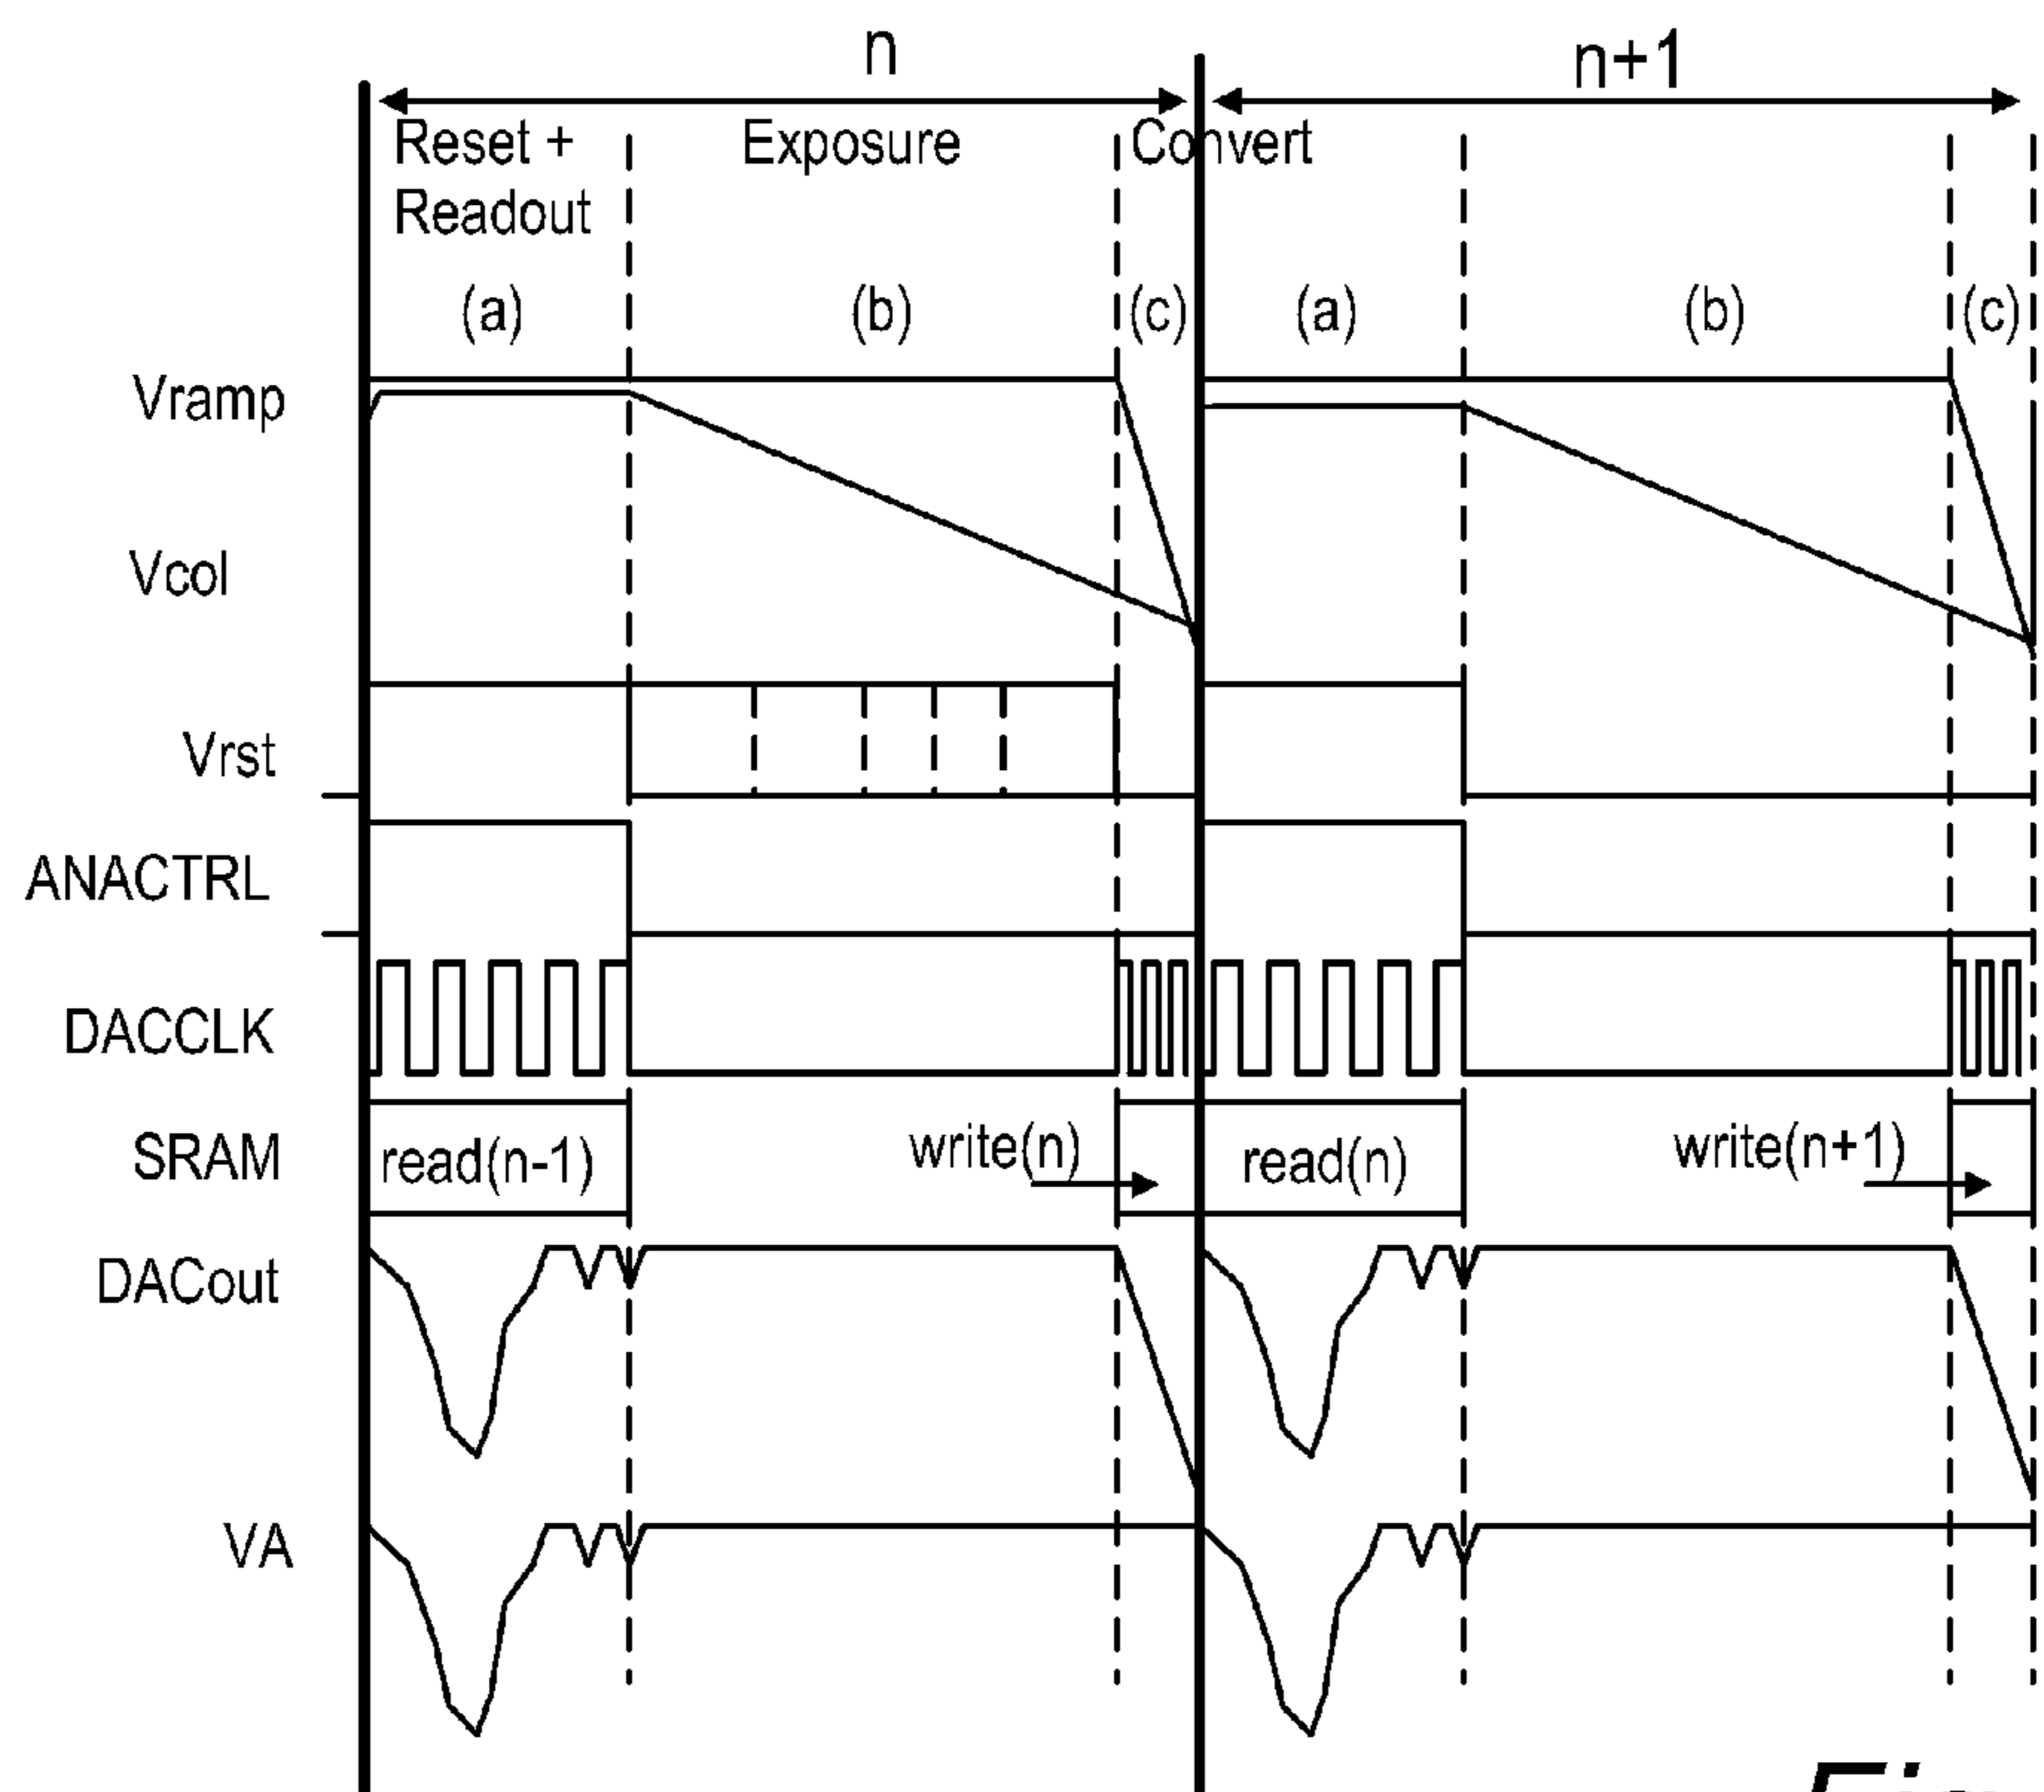 n
n+1
Reset +
Readout
Exposure
Convert
(a)
(b)
(c)
(a)
(b)
(c)
Vramp
Vcol
Vrst
ANACTRL
DACCLK
SRAM
read(n-1)
write(n)
read(n)
write(n+1)
DACout
VA